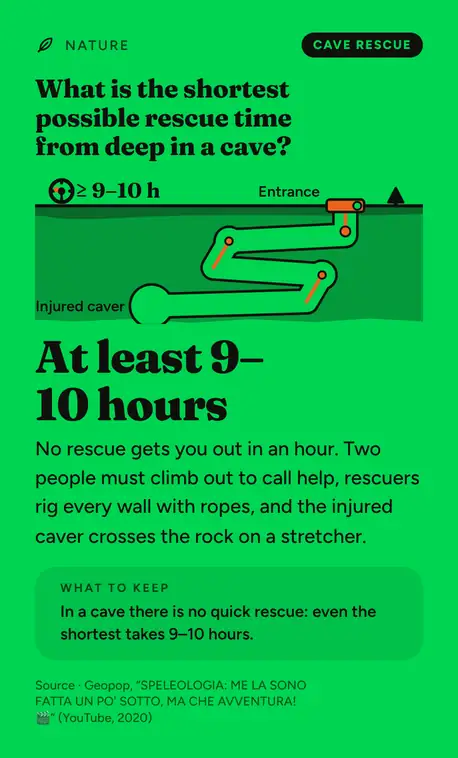 NATURE
CAVE RESCUE
What is the shortest
possible rescue time
from deep in a cave?
≥ 9–10 h
Entrance
Injured caver
At least 9–
10 hours
No rescue gets you out in an hour. Two
people must climb out to call help, rescuers
rig every wall with ropes, and the injured
caver crosses the rock on a stretcher.
WHAT TO KEEP
In a cave there is no quick rescue: even the
shortest takes 9–10 hours.
Source · Geopop, “SPELEOLOGIA: ME LA SONO
FATTA UN PO’ SOTTO, MA CHE AVVENTURA!
🎬” (YouTube, 2020)